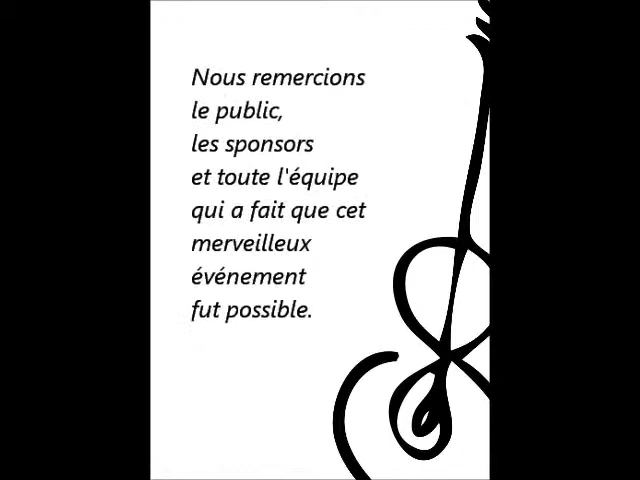 Nous remercions
le public,
les sponsors
et toute l'équipe
qui a fait que cet
merveilleux
événement
fut possible.